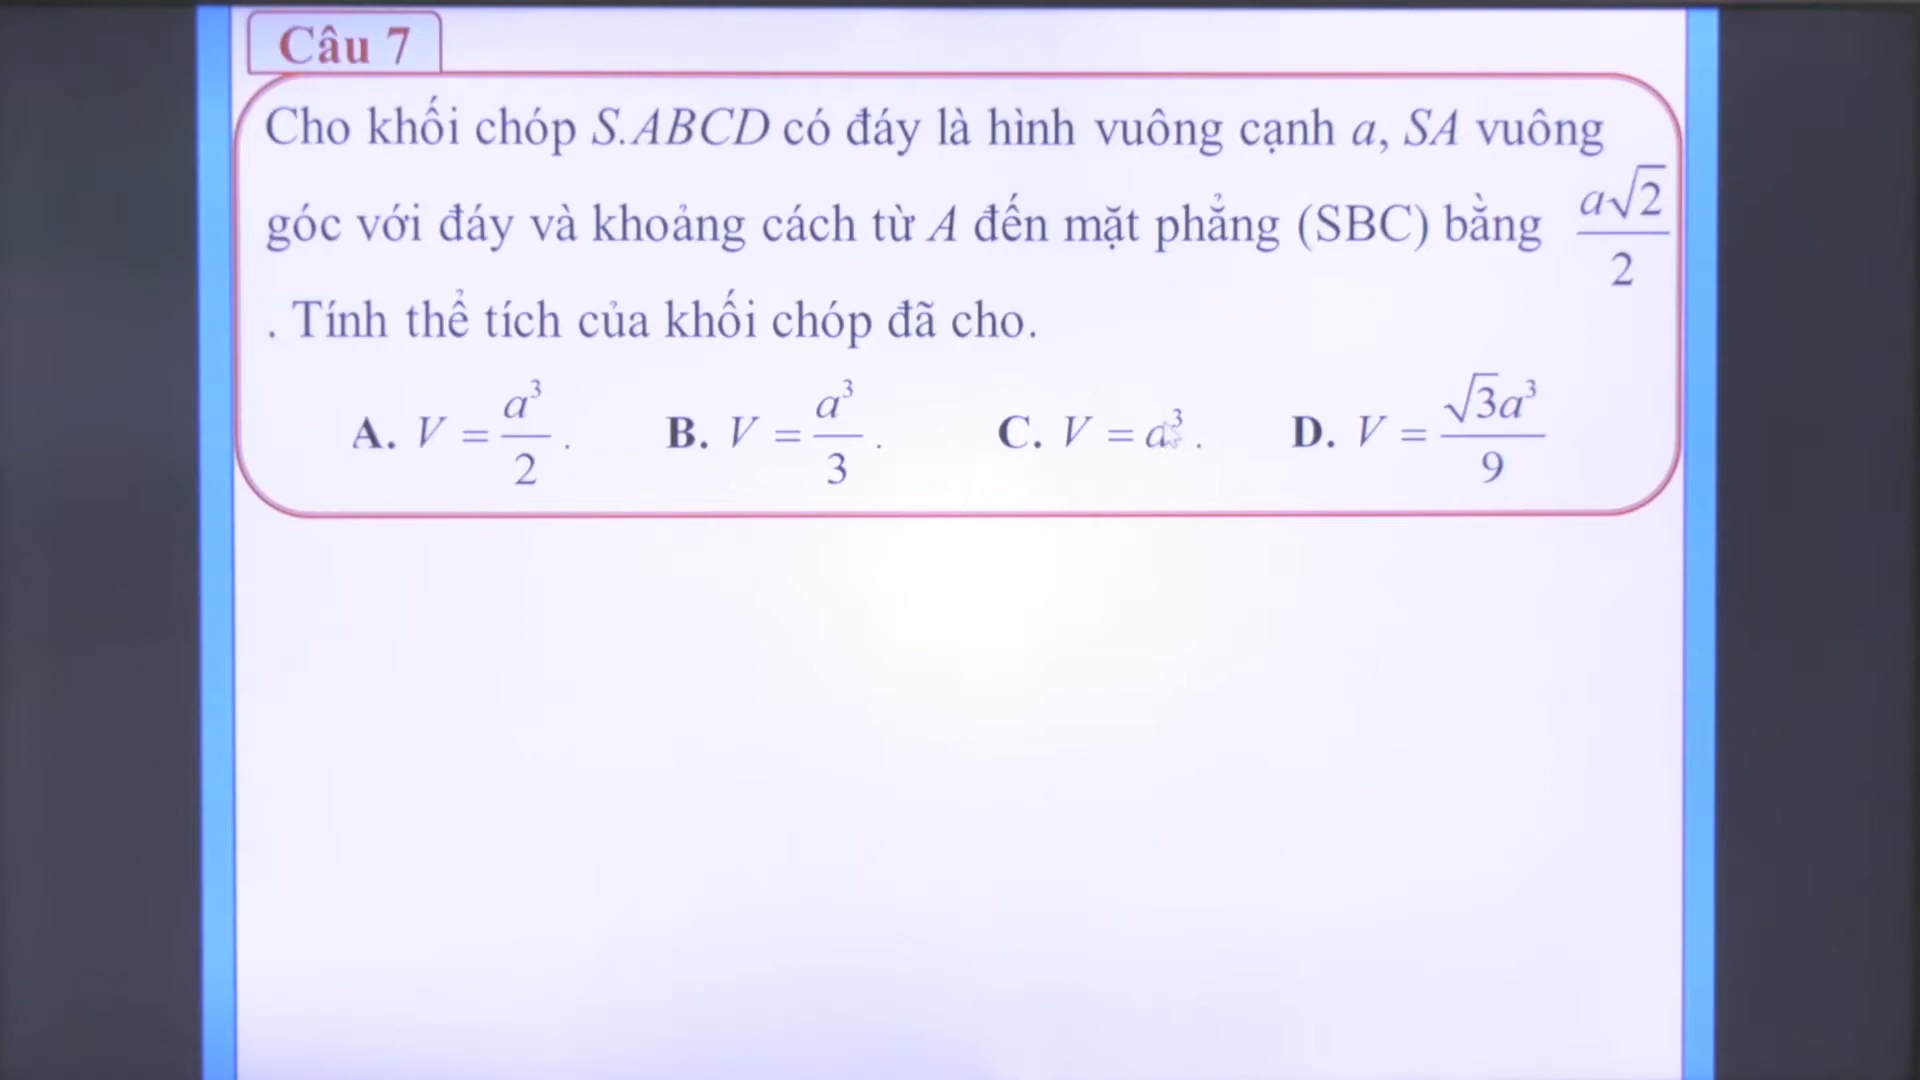 Câu 7
Cho khối chóp S.ABCD có đáy là hình vuông cạnh a, SA vuông
góc với đáy và khoảng cách từ A đến mặt phẳng (SBC) bằng a√2/2
. Tính thể tích của khối chóp đã cho.
A. V = a³/2 . B. V = a³/3 . C. V = a³ . D. V = √3a³/9